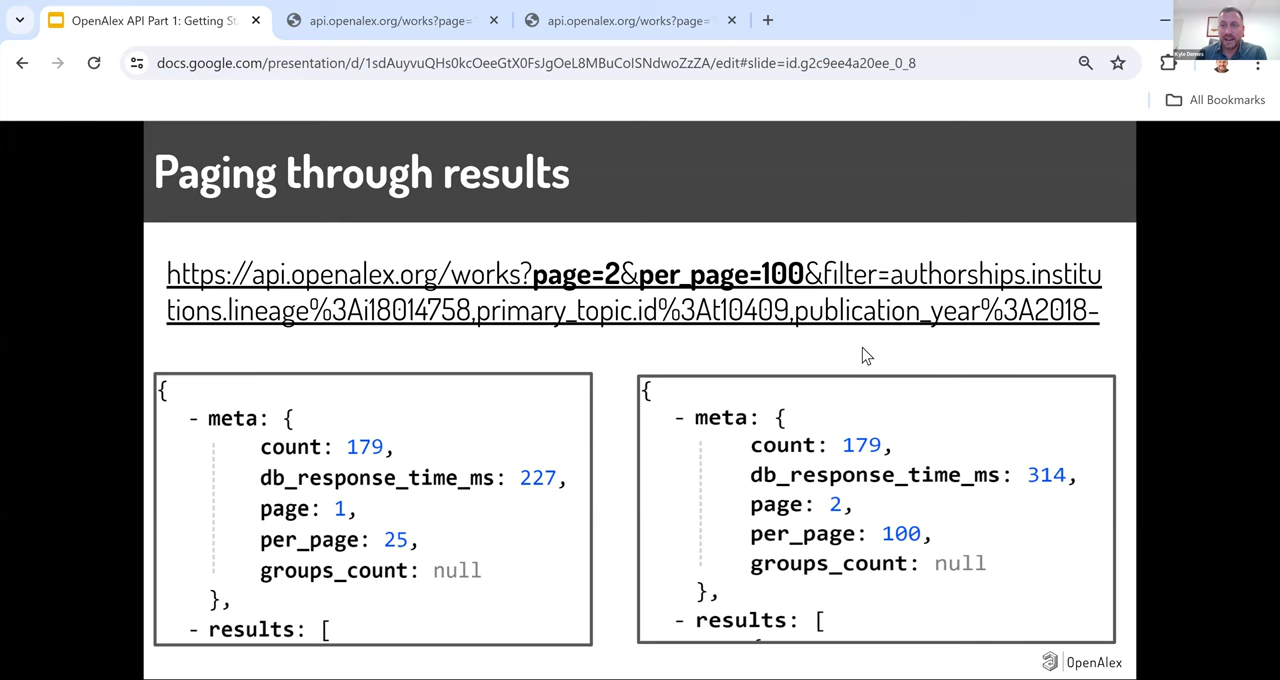 OpenAlex API Part 1: Getting St
api.openalex.org/works?page=
api.openalex.org/works?page=
docs.google.com/presentation/d/1sdAuyvuQHs0kcGCGtX0FsJgOeL8MBuCoISNdwoZzZA/edit#slide=id.g2c9ee4a20ee_0_8
All Bookmarks
Paging through results
https://api.openalex.org/works?page=2&per_page=100&filter=authorships.institu
tions.lineage%3Ai18014758,primary_topic.id%3At10409,publication_year%3A2018-
{
- meta: {
count: 179,
db_response_time_ms: 227,
page: 1,
per_page: 25,
groups_count: null
},
- results: [
{
- meta: {
count: 179,
db_response_time_ms: 314,
page: 2,
per_page: 100,
groups_count: null
},
- results: [
OpenAlex